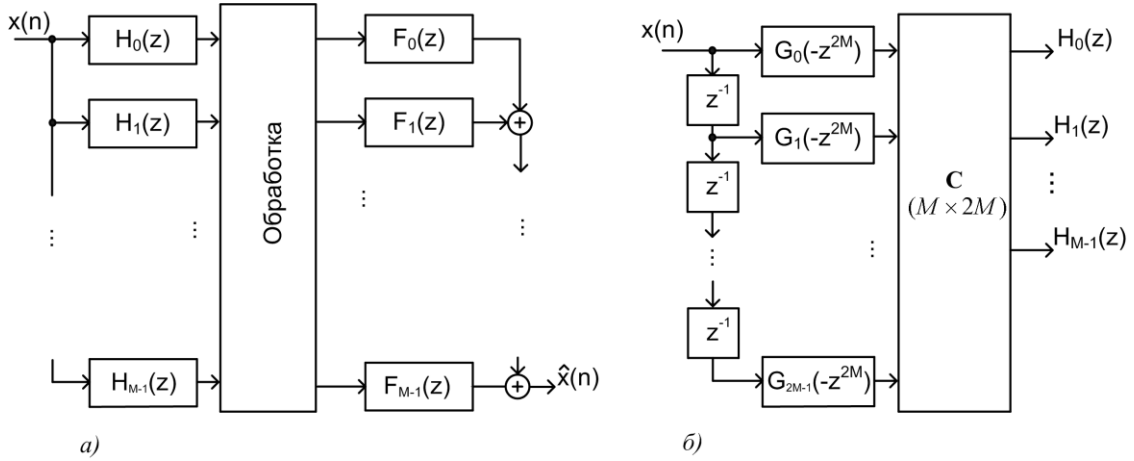 x(n)
H₀(z)
F₀(z)
H₁(z)
F₁(z)
Обработка
...
...
...
...
H_{M-1}(z)
F_{M-1}(z)
x̂(n)
а)
x(n)
G₀(-z^{2M})
H₀(z)
z⁻¹
G₁(-z^{2M})
H₁(z)
z⁻¹
C
(M × 2M)
...
H_{M-1}(z)
...
...
z⁻¹
G_{2M-1}(-z^{2M})
б)